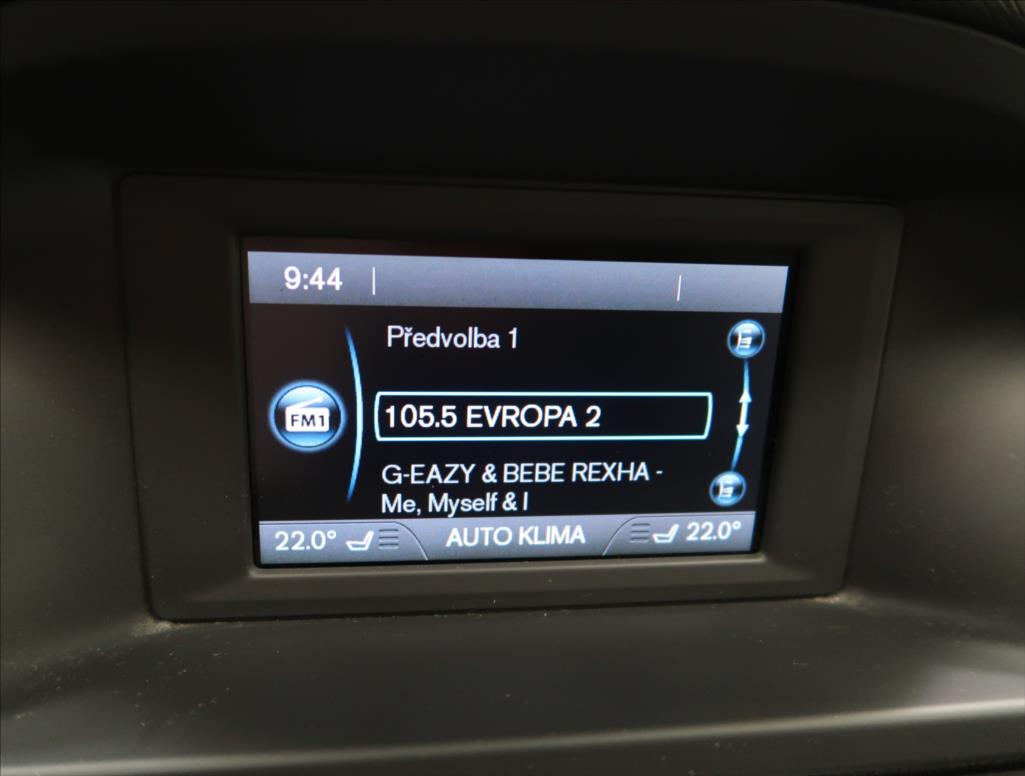 9:44
Předvolba 1
FM1
105.5 EVROPA 2
G-EAZY & BEBE REXHA -
Me, Myself & I
22.0° AUTO KLIMA 22.0°